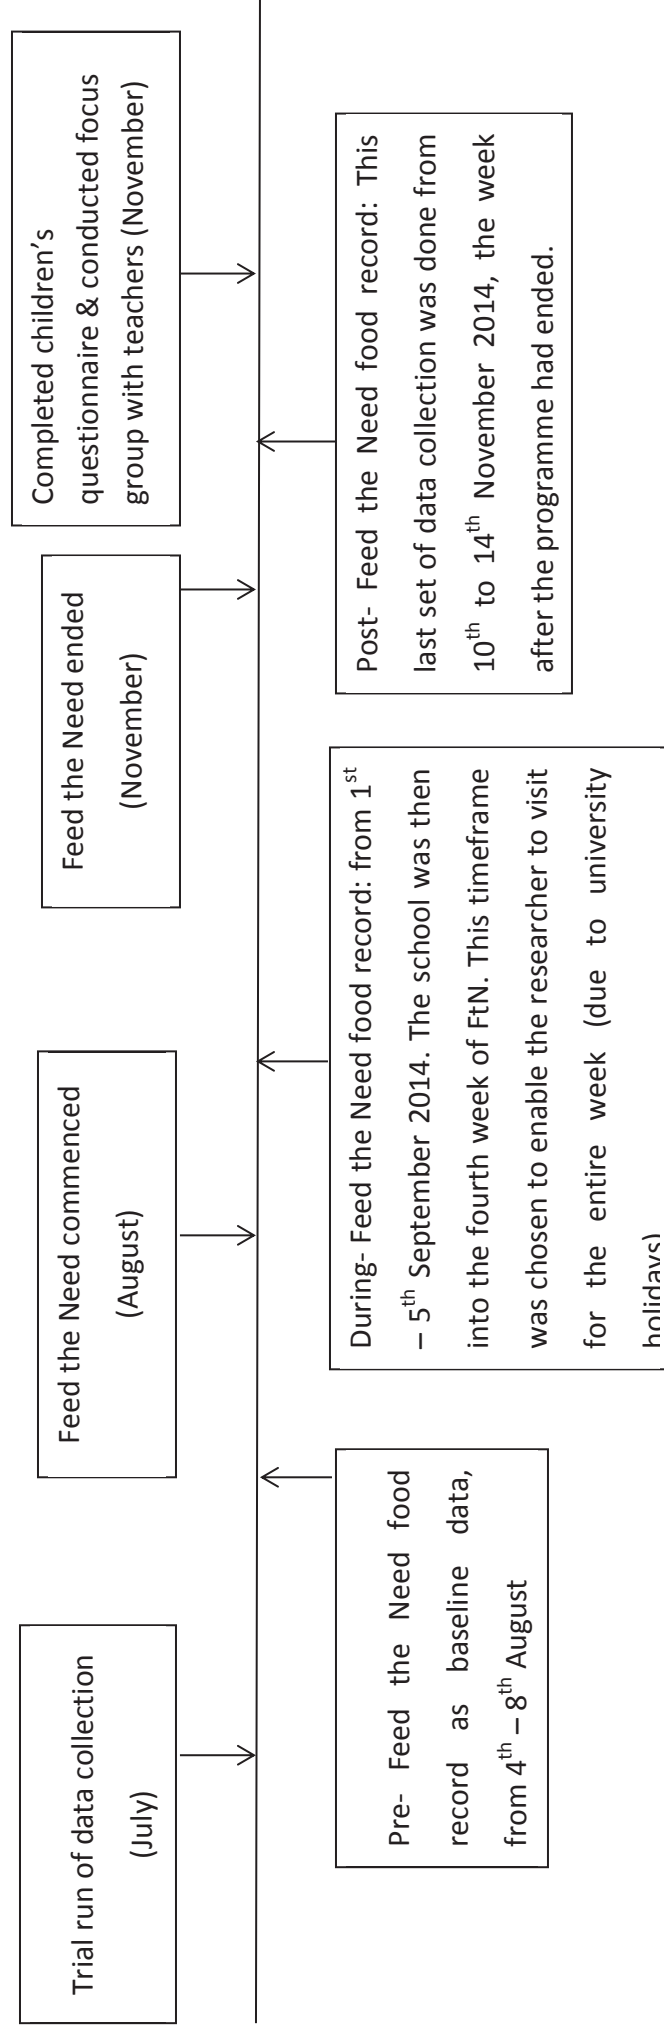 Trial run of data collection
(July)
Feed the Need commenced
(August)
Feed the Need ended
(November)
Completed children’s
questionnaire & conducted focus
group with teachers (November)
Pre- Feed the Need food
record as baseline data,
from 4th – 8th August
During- Feed the Need food record: from 1st
– 5th September 2014. The school was then
into the fourth week of FtN. This timeframe
was chosen to enable the researcher to visit
for the entire week (due to university
holidays)
Post- Feed the Need food record: This
last set of data collection was done from
10th to 14th November 2014, the week
after the programme had ended.